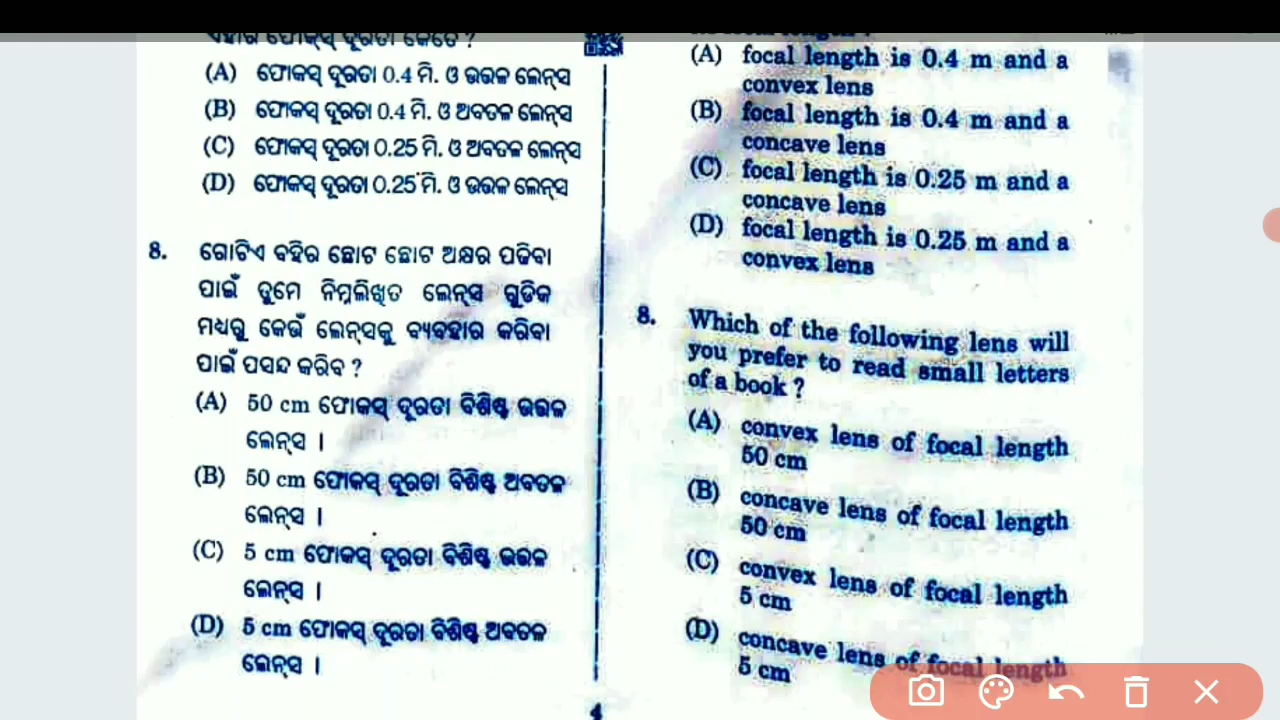 ଏହାର ଫୋକସ୍ ଦୂରତା କେତେ ?
(A) ଫୋକସ୍ ଦୂରତା 0.4 ମି. ଓ ଉତ୍ତଳ ଲେନ୍‌ସ
(B) ଫୋକସ୍ ଦୂରତା 0.4 ମି. ଓ ଅବତଳ ଲେନ୍‌ସ
(C) ଫୋକସ୍ ଦୂରତା 0.25 ମି. ଓ ଅବତଳ ଲେନ୍‌ସ
(D) ଫୋକସ୍ ଦୂରତା 0.25 ମି. ଓ ଉତ୍ତଳ ଲେନ୍‌ସ
8. ଗୋଟିଏ ବହିର ଛୋଟ ଛୋଟ ଅକ୍ଷର ପଢିବା
ପାଇଁ ତୁମେ ନିମ୍ନଲିଖିତ ଲେନ୍‌ସ ଗୁଡିକ
ମଧ୍ୟରୁ କେଉଁ ଲେନ୍‌ସକୁ ବ୍ୟବହାର କରିବା
ପାଇଁ ପସନ୍ଦ କରିବ ?
(A) 50 cm ଫୋକସ୍ ଦୂରତା ବିଶିଷ୍ଟ ଉତ୍ତଳ
ଲେନ୍‌ସ ।
(B) 50 cm ଫୋକସ୍ ଦୂରତା ବିଶିଷ୍ଟ ଅବତଳ
ଲେନ୍‌ସ ।
(C) 5 cm ଫୋକସ୍ ଦୂରତା ବିଶିଷ୍ଟ ଉତ୍ତଳ
ଲେନ୍‌ସ ।
(D) 5 cm ଫୋକସ୍ ଦୂରତା ବିଶିଷ୍ଟ ଅବତଳ
ଲେନ୍‌ସ ।
focal length ?
(A) focal length is 0.4 m and a
convex lens
(B) focal length is 0.4 m and a
concave lens
(C) focal length is 0.25 m and a
concave lens
(D) focal length is 0.25 m and a
convex lens
8. Which of the following lens will
you prefer to read small letters
of a book ?
(A) convex lens of focal length
50 cm
(B) concave lens of focal length
50 cm
(C) convex lens of focal length
5 cm
(D) concave lens of focal length
5 cm
4